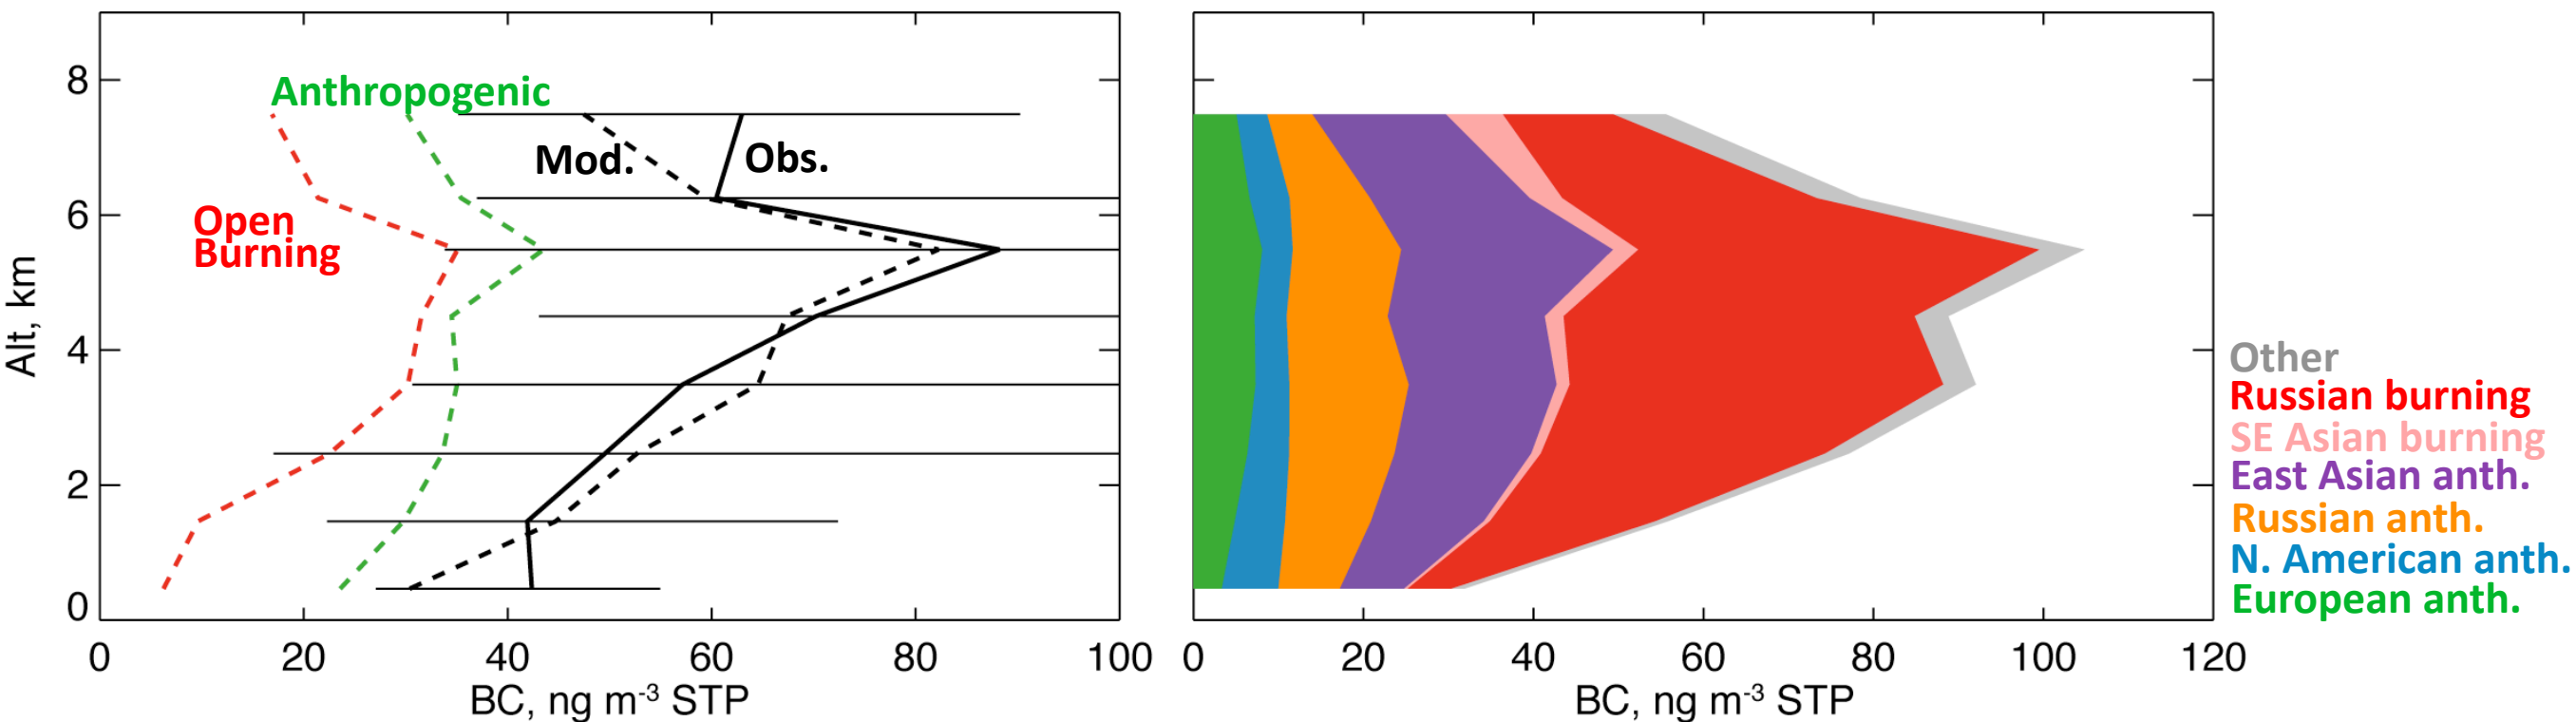 Alt, km
8
6
4
2
0
Anthropogenic
Mod.
Obs.
Open
Burning
0 20 40 60 80 100
BC, ng m⁻³ STP
0 20 40 60 80 100 120
BC, ng m⁻³ STP
Other
Russian burning
SE Asian burning
East Asian anth.
Russian anth.
N. American anth.
European anth.